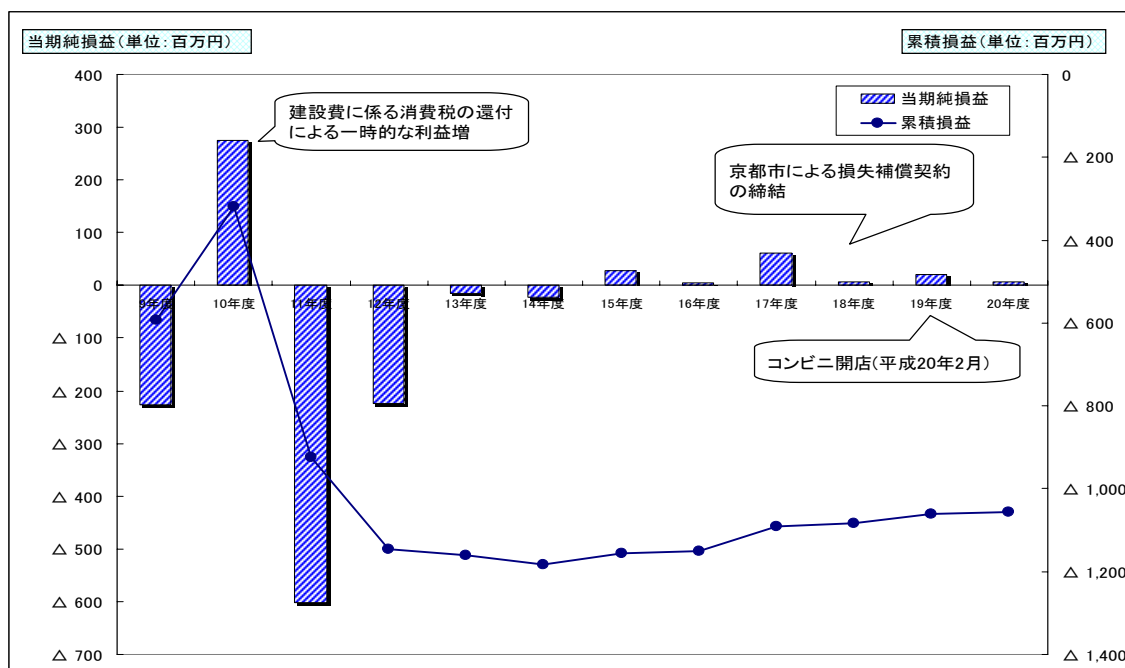 当期純損益(単位:百万円)
累積損益(単位:百万円)
400
300
200
100
0
△ 100
△ 200
△ 300
△ 400
△ 500
△ 600
△ 700
0
△ 200
△ 400
△ 600
△ 800
△ 1,000
△ 1,200
△ 1,400
当期純損益
累積損益
建設費に係る消費税の還付
による一時的な利益増
京都市による損失補償契約
の締結
コンビニ開店(平成20年2月)
9年度
10年度
11年度
12年度
13年度
14年度
15年度
16年度
17年度
18年度
19年度
20年度